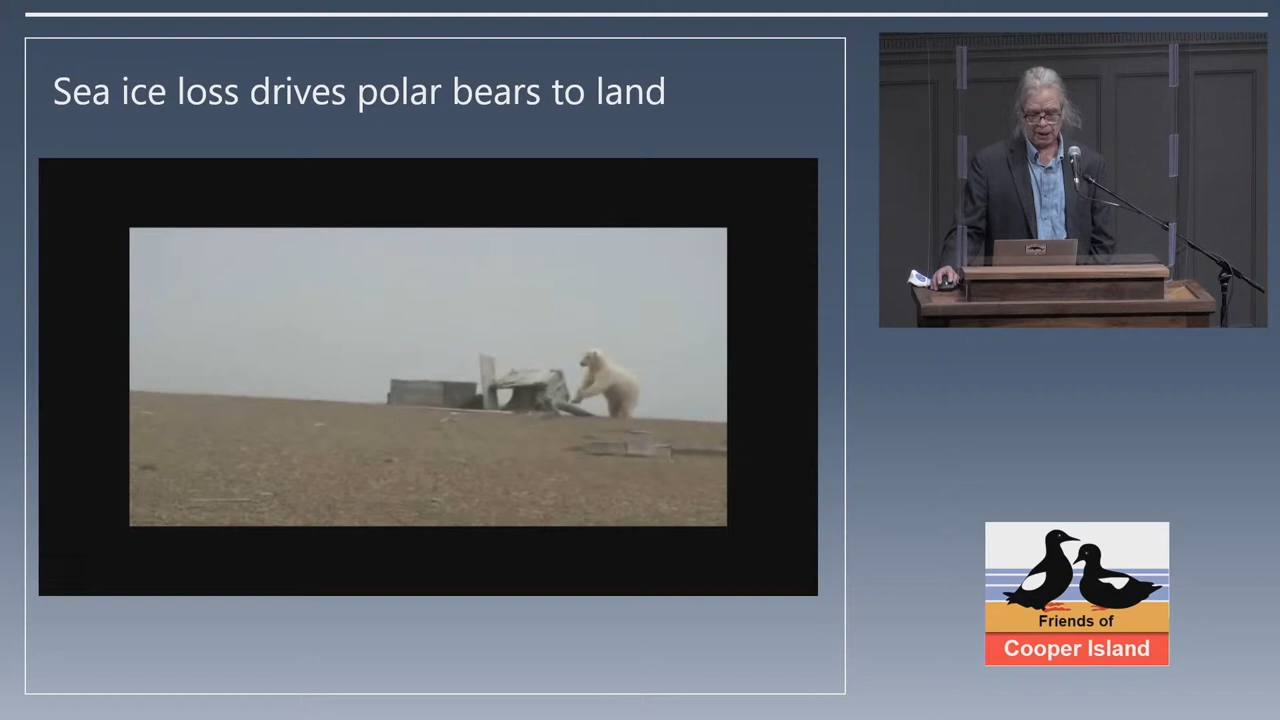 Sea ice loss drives polar bears to land
Friends of
Cooper Island